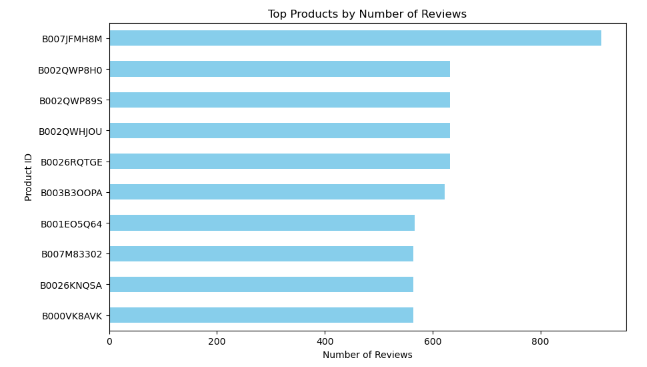 Top Products by Number of Reviews
B007JFMH8M
B002QWP8H0
B002QWP89S
B002QWHJOU
B0026RQTGE
B003B3OOPA
B001EO5Q64
B007M83302
B0026KNQSA
B000VK8AVK
Product ID
0 200 400 600 800
Number of Reviews